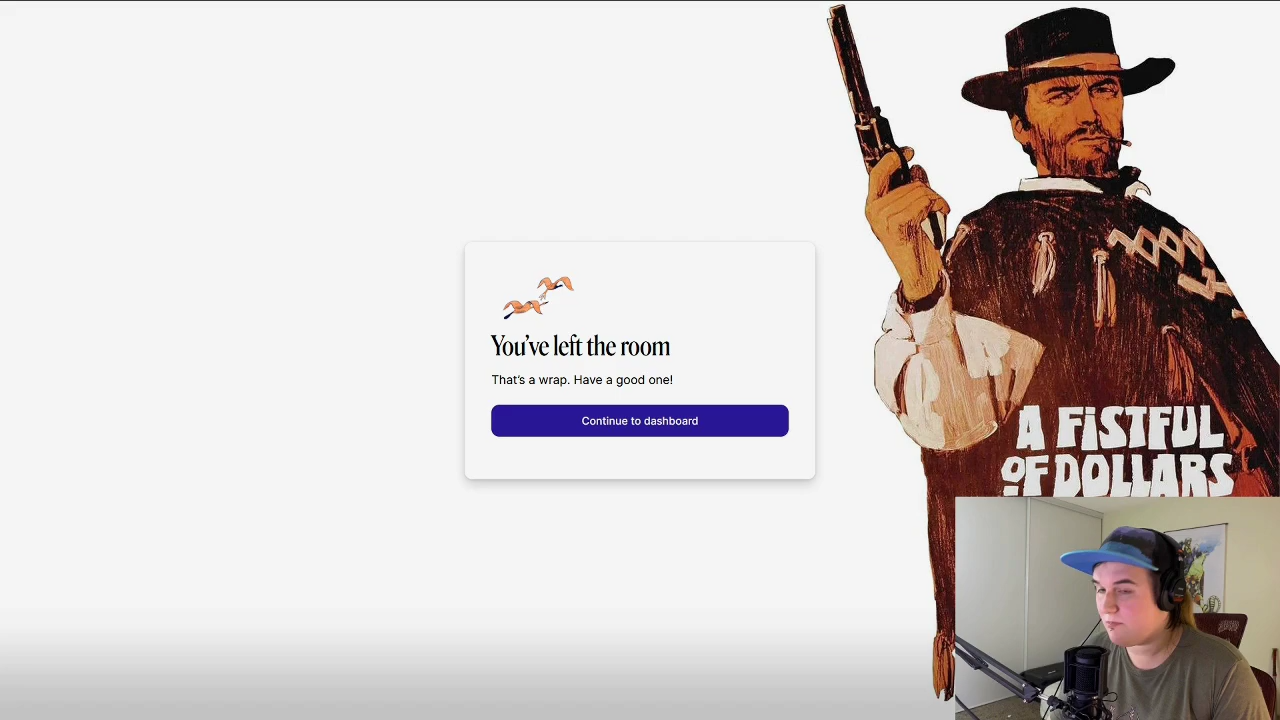 You've left the room
That's a wrap. Have a good one!
Continue to dashboard
A FISTFUL
OF DOLLARS